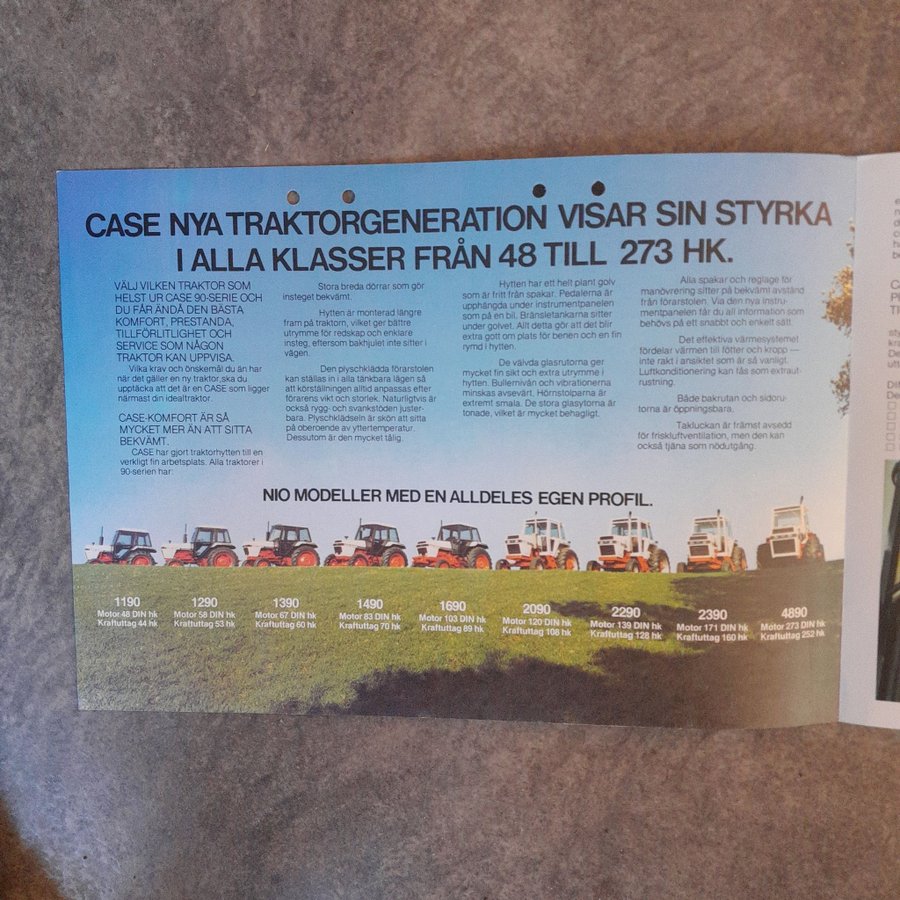 CASE NYA TRAKTORGENERATION VISAR SIN STYRKA
I ALLA KLASSER FRÅN 48 TILL 273 HK.
VÄLJ VILKEN TRAKTOR SOM
HELST UR CASE 90-SERIE OCH
DU FÅR ÄNDÅ DEN BÄSTA
KOMFORT, PRESTANDA,
TILLFÖRLITLIGHET OCH
SERVICE SOM NÅGON
TRAKTOR KAN UPPVISA.
Vilka krav och önskemål du än har
när det gäller en ny traktor, ska du
upptäcka att det är en CASE som ligger
närmast din idealtraktor.
CASE-KOMFORT ÄR SÅ
MYCKET MER ÄN ATT SITTA
BEKVÄMT.
CASE har gjort traktorhytten till en
verkligt fin arbetsplats. Alla traktorer i
90-serien har:
Stora breda dörrar som gör
insteget bekvämt.
Hytten är monterad längre
fram på traktorn, vilket ger bättre
utrymme för redskap och enklare
insteg, eftersom bakhjulet inte sitter i
vägen.
Den plyschklädda förarstolen
kan ställas in i alla tänkbara lägen så
att körställningen alltid anpassas efter
förarens vikt och storlek. Naturligtvis är
också rygg- och svankstöden juster-
bara. Plyschklädseln är skön att sitta
på oberoende av yttertemperatur.
Dessutom är den mycket tålig.
Hytten har ett helt plant golv
som är fritt från spakar. Pedalerna är
upphängda under instrumentpanelen
som på en bil. Bränsletankarna sitter
under golvet. Allt detta gör att det blir
extra gott om plats för benen och en fin
rymd i hytten.
De välvda glasrutorna ger
mycket fin sikt och extra utrymme i
hytten. Bullernivån och vibrationerna
minskas avsevärt. Hörnstolparna är
extremt smala. De stora glasytorna är
tonade, vilket är mycket behagligt.
Alla spakar och reglage för
manövrering sitter på bekvämt avstånd
från förarstolen. Via den nya instru-
mentpanelen får du all information som
behövs på ett snabbt och enkelt sätt.
Det effektiva värmesystemet
fördelar värmen till fötter och kropp —
inte rakt i ansiktet som är så vanligt.
Luftkonditionering kan fås som extraut-
rustning.
Både bakrutan och sidoru-
torna är öppningsbara.
Takluckan är främst avsedd
för friskluftventilation, men den kan
också tjäna som nödutgång.
NIO MODELLER MED EN ALLDELES EGEN PROFIL.
1190
Motor 48 DIN hk
Kraftuttag 44 hk
1290
Motor 58 DIN hk
Kraftuttag 53 hk
1390
Motor 67 DIN hk
Kraftuttag 60 hk
1490
Motor 83 DIN hk
Kraftuttag 70 hk
1690
Motor 103 DIN hk
Kraftuttag 89 hk
2090
Motor 120 DIN hk
Kraftuttag 108 hk
2290
Motor 139 DIN hk
Kraftuttag 128 hk
2390
Motor 171 DIN hk
Kraftuttag 160 hk
4890
Motor 273 DIN hk
Kraftuttag 252 hk